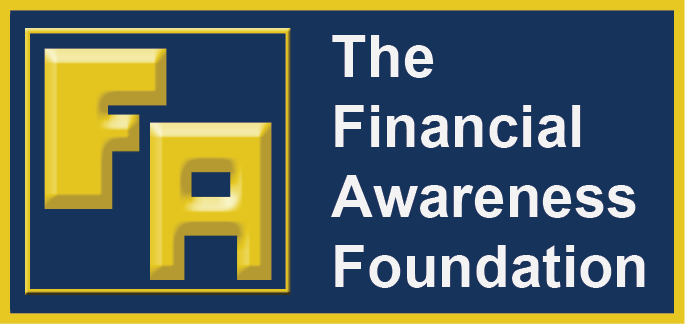 FA
The
Financial
Awareness
Foundation